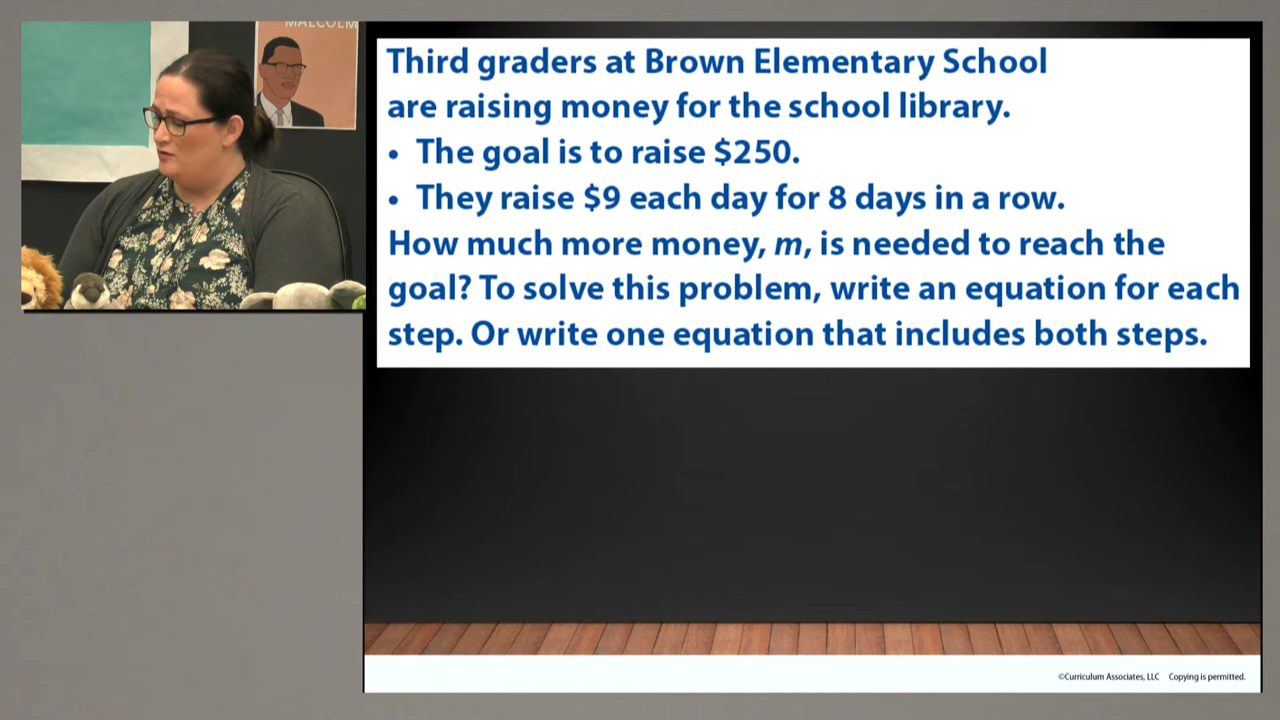 MALCOLM
Third graders at Brown Elementary School
are raising money for the school library.
• The goal is to raise $250.
• They raise $9 each day for 8 days in a row.
How much more money, m, is needed to reach the
goal? To solve this problem, write an equation for each
step. Or write one equation that includes both steps.
©Curriculum Associates, LLC Copying is permitted.